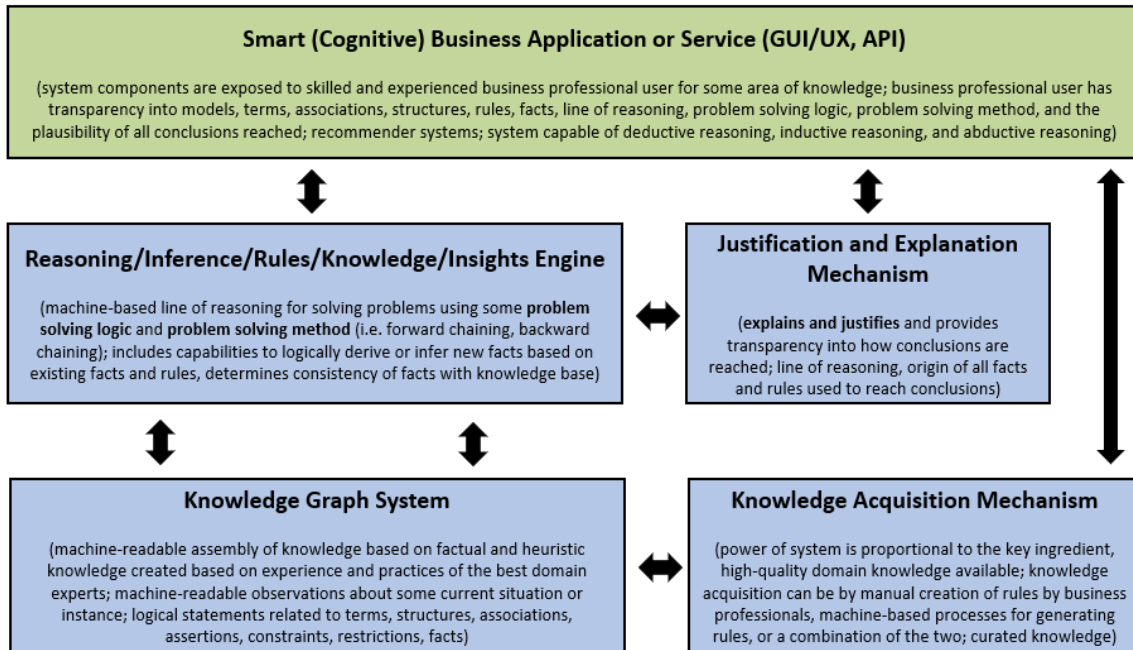 Smart (Cognitive) Business Application or Service (GUI/UX, API)
(system components are exposed to skilled and experienced business professional user for some area of knowledge; business professional user has
transparency into models, terms, associations, structures, rules, facts, line of reasoning, problem solving logic, problem solving method, and the
plausibility of all conclusions reached; recommender systems; system capable of deductive reasoning, inductive reasoning, and abductive reasoning)
Reasoning/Inference/Rules/Knowledge/Insights Engine
(machine-based line of reasoning for solving problems using some problem
solving logic and problem solving method (i.e. forward chaining, backward
chaining); includes capabilities to logically derive or infer new facts based on
existing facts and rules, determines consistency of facts with knowledge base)
Justification and Explanation
Mechanism
(explains and justifies and provides
transparency into how conclusions are
reached; line of reasoning, origin of all facts
and rules used to reach conclusions)
Knowledge Graph System
(machine-readable assembly of knowledge based on factual and heuristic
knowledge created based on experience and practices of the best domain
experts; machine-readable observations about some current situation or
instance; logical statements related to terms, structures, associations,
assertions, constraints, restrictions, facts)
Knowledge Acquisition Mechanism
(power of system is proportional to the key ingredient,
high-quality domain knowledge available; knowledge
acquisition can be by manual creation of rules by business
professionals, machine-based processes for generating
rules, or a combination of the two; curated knowledge)